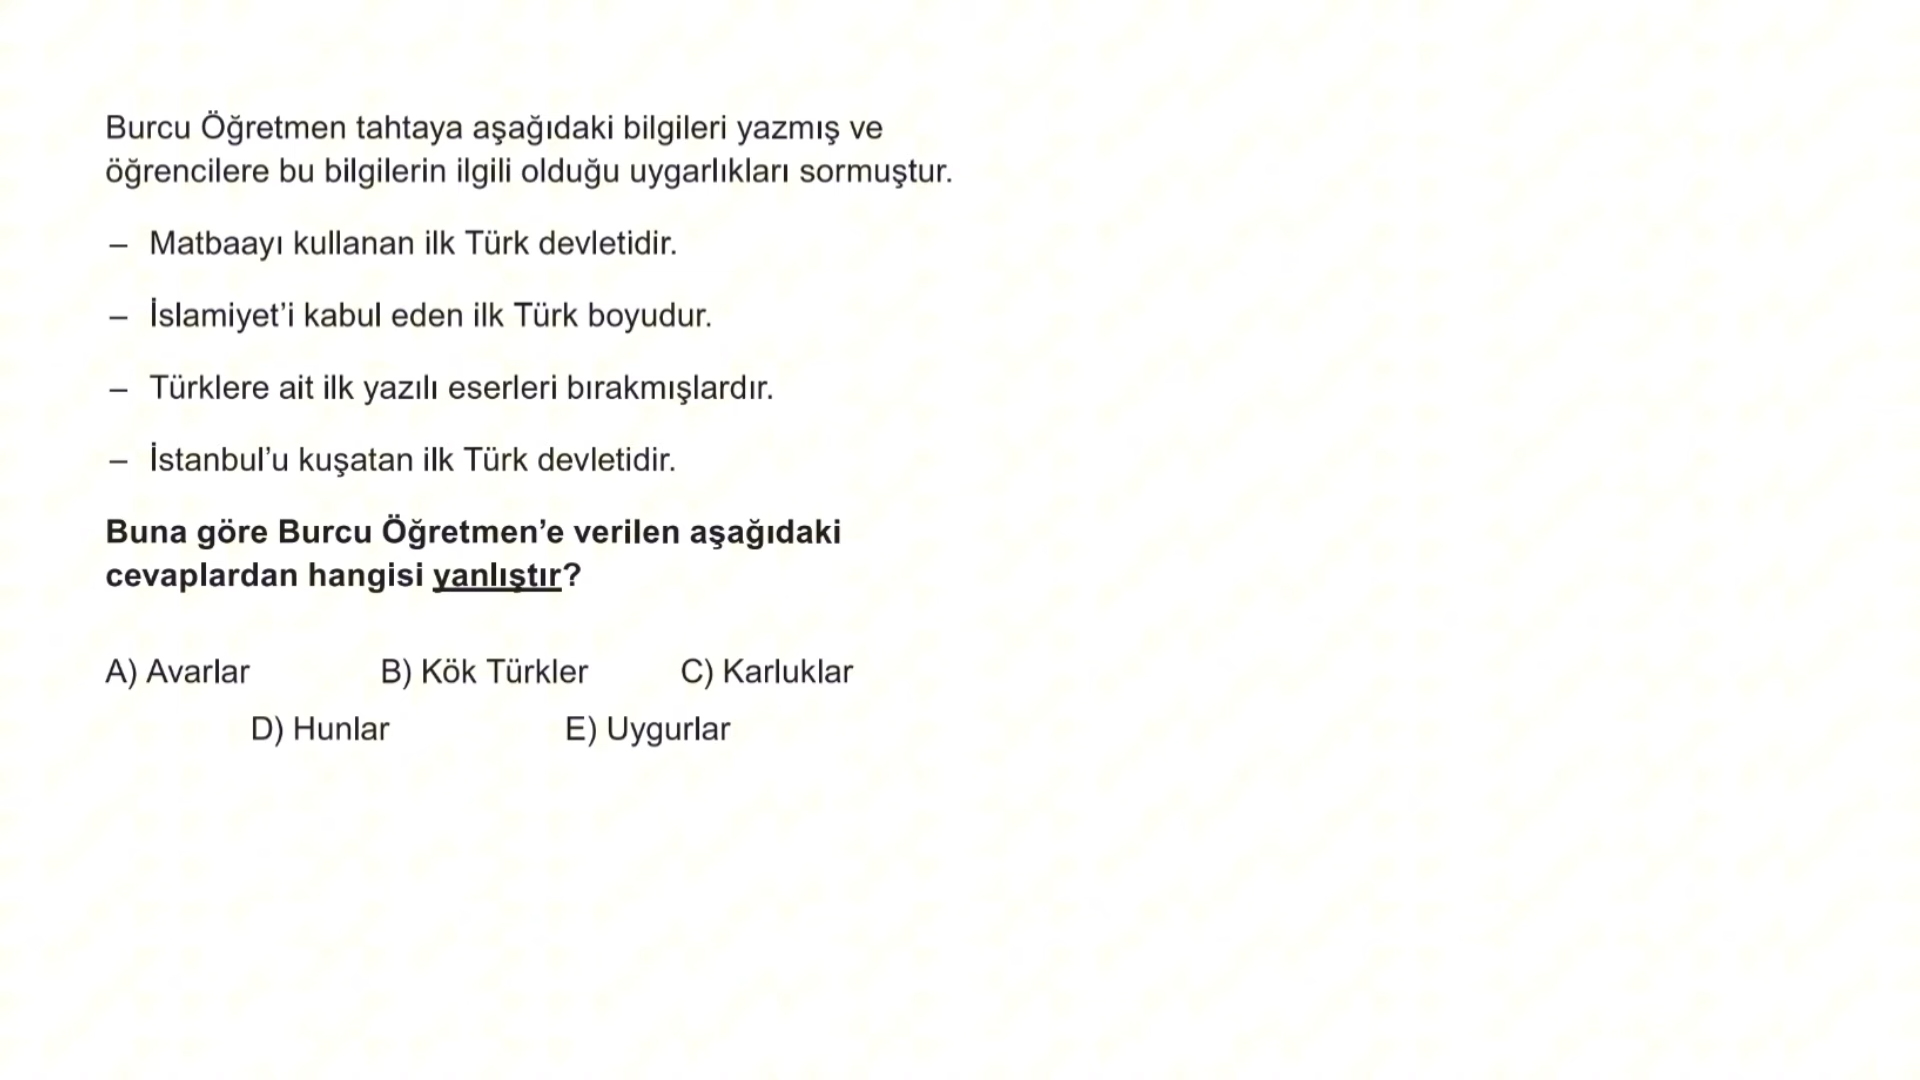 Burcu Öğretmen tahtaya aşağıdaki bilgileri yazmış ve
öğrencilere bu bilgilerin ilgili olduğu uygarlıkları sormuştur.
– Matbaayı kullanan ilk Türk devletidir.
– İslamiyet’i kabul eden ilk Türk boyudur.
– Türklere ait ilk yazılı eserleri bırakmışlardır.
– İstanbul’u kuşatan ilk Türk devletidir.
Buna göre Burcu Öğretmen’e verilen aşağıdaki
cevaplardan hangisi yanlıştır?
A) Avarlar B) Kök Türkler C) Karluklar
D) Hunlar E) Uygurlar